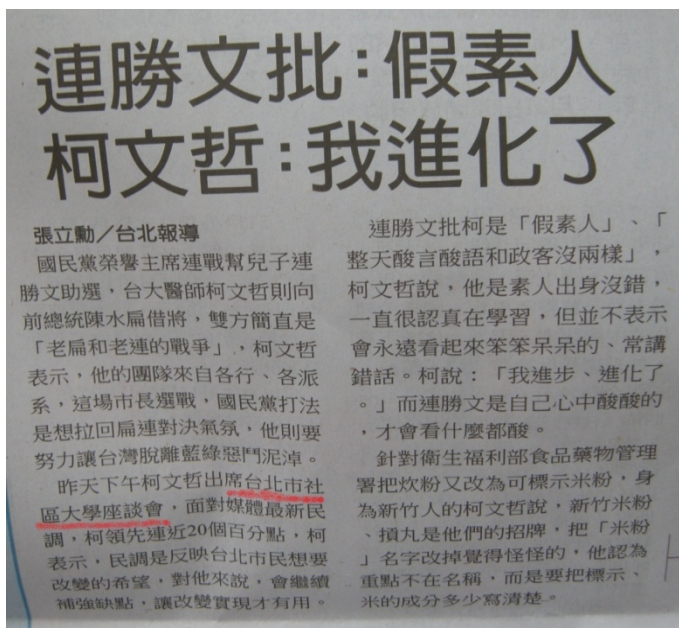 連勝文批:假素人
柯文哲:我進化了
張立勳╱台北報導
國民黨榮譽主席連戰幫兒子連
勝文助選,台大醫師柯文哲則向
前總統陳水扁借將,雙方簡直是
「老扁和老連的戰爭」,柯文哲
表示,他的團隊來自各行、各派
系,這場市長選戰,國民黨打法
是想拉回扁連對決氣氛,他則要
努力讓台灣脫離藍綠惡鬥泥淖。
昨天下午柯文哲出席台北市社
區大學座談會,面對媒體最新民
調,柯領先連近20個百分點,柯
表示,民調是反映台北市民想要
改變的希望,對他來說,會繼續
補強缺點,讓改變實現才有用。
連勝文批柯是「假素人」、「
整天酸言酸語和政客沒兩樣」,
柯文哲說,他是素人出身沒錯,
一直很認真在學習,但並不表示
會永遠看起來笨笨呆呆的、常講
錯話。柯說:「我進步、進化了
。」而連勝文是自己心中酸酸的
,才會看什麼都酸。
針對衛生福利部食品藥物管理
署把炊粉又改為可標示米粉,身
為新竹人的柯文哲說,新竹米粉
、摃丸是他們的招牌,把「米粉
」名字改掉覺得怪怪的,他認為
重點不在名稱,而是要把標示、
米的成分多少寫清楚。